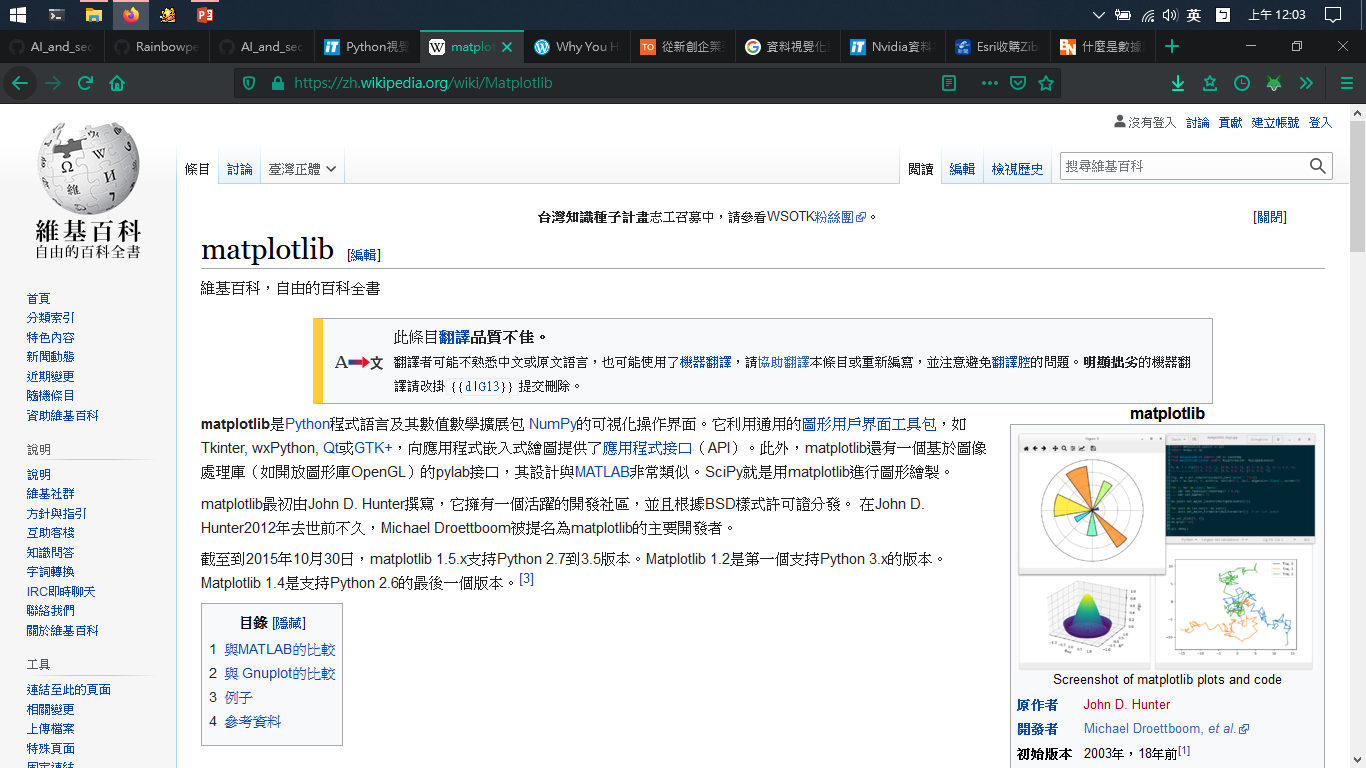 英
上午 12:03
AI_and_sec
Rainbowpe
AI_and_sec
Python視覺
matplot
Why You H
從新創企業
資料視覺化
Nvidia資料
Esri收購Zib
什麼是數據
https://zh.wikipedia.org/wiki/Matplotlib
沒有登入 討論 貢獻 建立帳號 登入
條目 討論 臺灣正體 閱讀 編輯 檢視歷史 搜尋維基百科
維基百科
自由的百科全書
台灣知識種子計畫志工召募中，請參看WSOTK粉絲團。 [關閉]
matplotlib [編輯]
維基百科，自由的百科全書
首頁
分類索引
特色內容
新聞動態
近期變更
隨機條目
資助維基百科
說明
說明
維基社群
方針與指引
互助客棧
知識問答
字詞轉換
IRC即時聊天
聯絡我們
關於維基百科
工具
連結至此的頁面
相關變更
上傳檔案
特殊頁面
固定連結
此條目翻譯品質不佳。
翻譯者可能不熟悉中文或原文語言，也可能使用了機器翻譯，請協助翻譯本條目或重新編寫，並注意避免翻譯腔的問題。明顯拙劣的機器翻
譯請改掛 {{d|G13}} 提交刪除。
matplotlib是Python程式語言及其數值數學擴展包 NumPy的可視化操作界面。它利用通用的圖形用戶界面工具包，如
Tkinter, wxPython, Qt或GTK+，向應用程式嵌入式繪圖提供了應用程式接口（API）。此外，matplotlib還有一個基於圖像
處理庫（如開放圖形庫OpenGL）的pylab接口，其設計與MATLAB非常類似。SciPy就是用matplotlib進行圖形繪製。
matplotlib最初由John D. Hunter撰寫，它擁有一個活躍的開發社區，並且根據BSD樣式許可證分發。 在John D.
Hunter2012年去世前不久，Michael Droettboom被提名為matplotlib的主要開發者。
截至到2015年10月30日，matplotlib 1.5.x支持Python 2.7到3.5版本。Matplotlib 1.2是第一個支持Python 3.x的版本。
Matplotlib 1.4是支持Python 2.6的最後一個版本。[3]
目錄 [隱藏]
1 與MATLAB的比較
2 與 Gnuplot的比較
3 例子
4 參考資料
matplotlib
Screenshot of matplotlib plots and code
原作者 John D. Hunter
開發者 Michael Droettboom, et al.
初始版本 2003年，18年前[1]